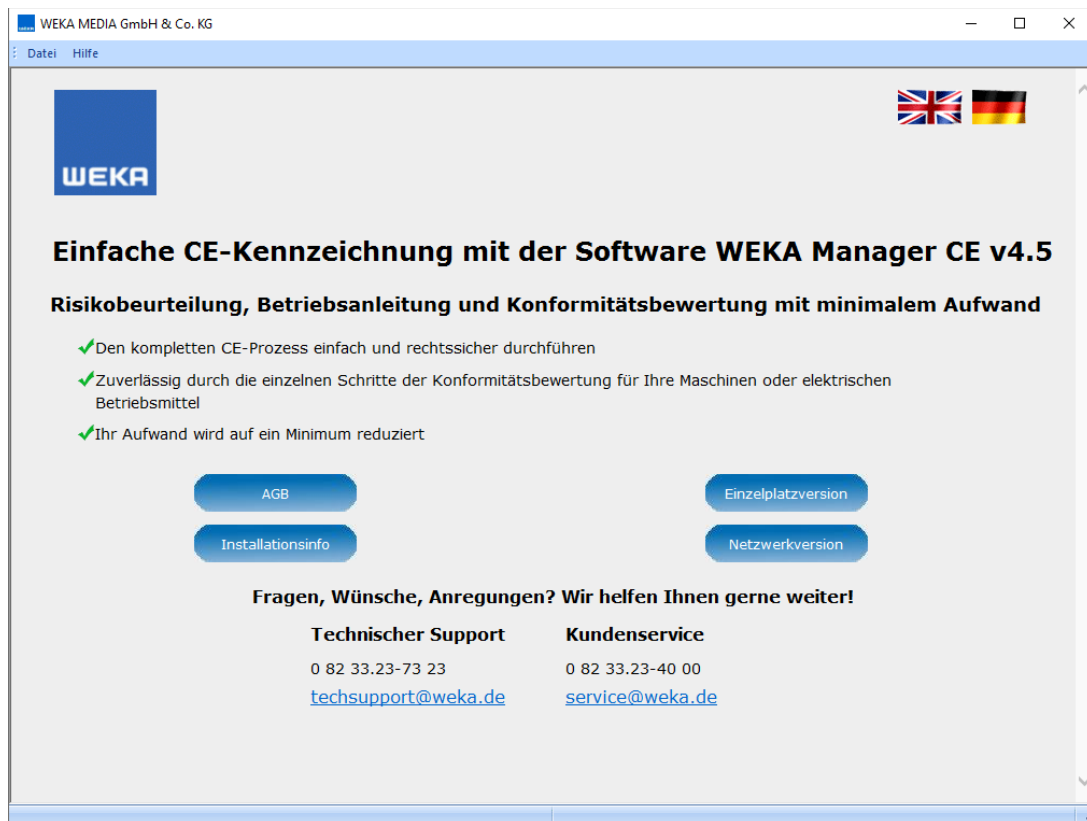 WEKA MEDIA GmbH & Co. KG
Datei Hilfe
WEKA
Einfache CE-Kennzeichnung mit der Software WEKA Manager CE v4.5
Risikobeurteilung, Betriebsanleitung und Konformitätsbewertung mit minimalem Aufwand
Den kompletten CE-Prozess einfach und rechtssicher durchführen
Zuverlässig durch die einzelnen Schritte der Konformitätsbewertung für Ihre Maschinen oder elektrischen
Betriebsmittel
Ihr Aufwand wird auf ein Minimum reduziert
AGB Einzelplatzversion
Installationsinfo Netzwerkversion
Fragen, Wünsche, Anregungen? Wir helfen Ihnen gerne weiter!
Technischer Support Kundenservice
0 82 33.23-73 23 0 82 33.23-40 00
techsupport@weka.de service@weka.de